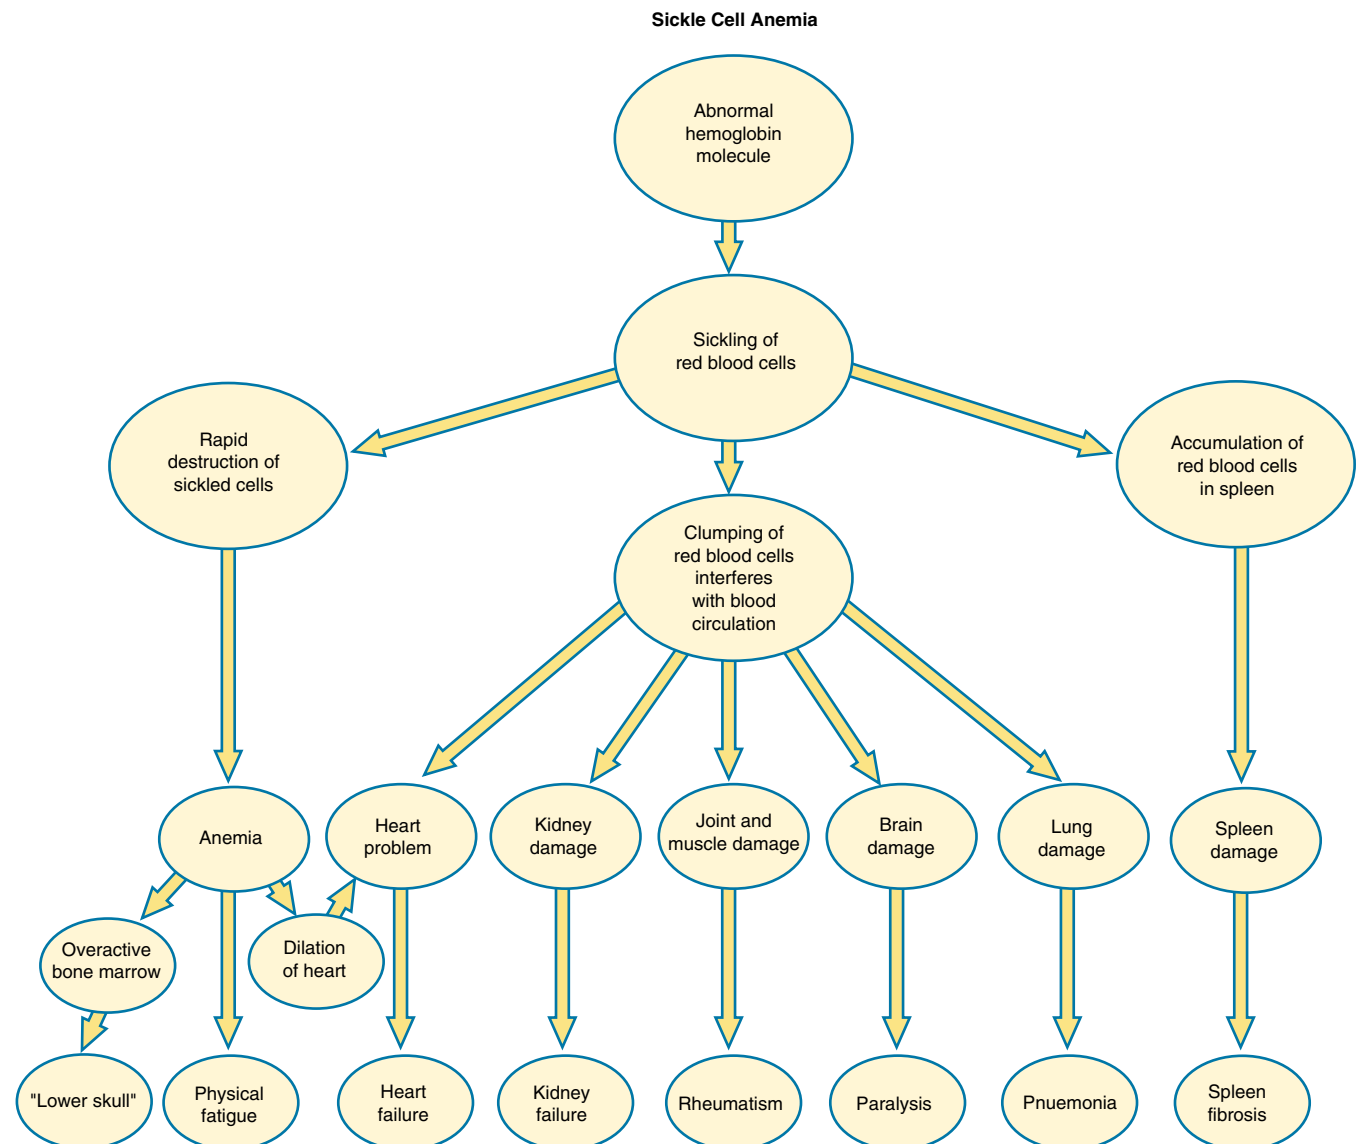 Sickle Cell Anemia
Abnormal
hemoglobin
molecule
Sickling of
red blood cells
Rapid
destruction of
sickled cells
Accumulation of
red blood cells
in spleen
Clumping of
red blood cells
interferes
with blood
circulation
Anemia
Heart
problem
Kidney
damage
Joint and
muscle damage
Brain
damage
Lung
damage
Spleen
damage
Overactive
bone marrow
Dilation
of heart
"Lower skull"
Physical
fatigue
Heart
failure
Kidney
failure
Rheumatism
Paralysis
Pnuemonia
Spleen
fibrosis